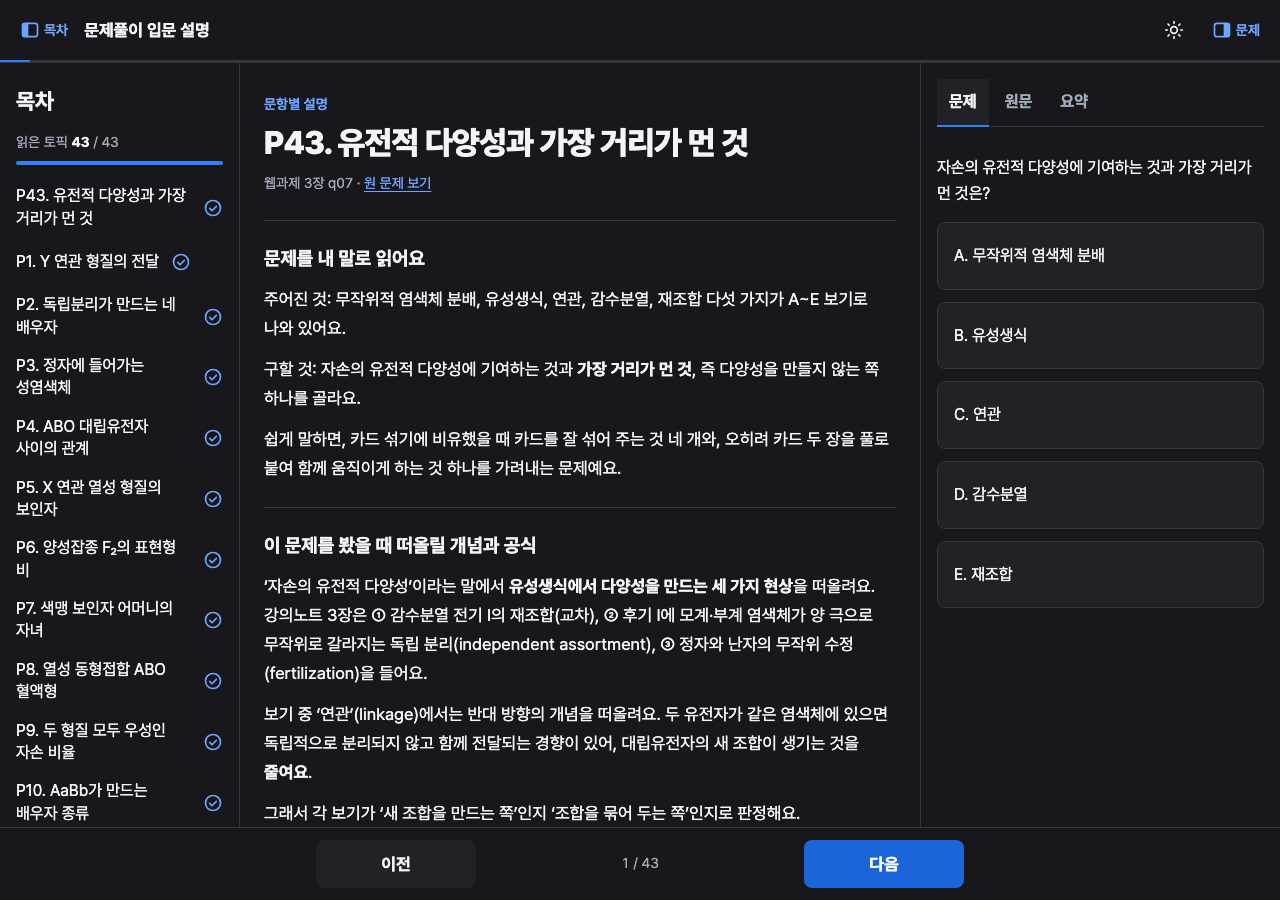 목차
문제풀이 입문 설명
문제
목차
읽은 토픽 43 / 43
P43. 유전적 다양성과 가장
거리가 먼 것
P1. Y 연관 형질의 전달
P2. 독립분리가 만드는 네
배우자
P3. 정자에 들어가는
성염색체
P4. ABO 대립유전자
사이의 관계
P5. X 연관 열성 형질의
보인자
P6. 양성잡종 F₂의 표현형
비
P7. 색맹 보인자 어머니의
자녀
P8. 열성 동형접합 ABO
혈액형
P9. 두 형질 모두 우성인
자손 비율
P10. AaBb가 만드는
배우자 종류
문항별 설명
P43. 유전적 다양성과 가장 거리가 먼 것
웹과제 3장 q07 · 원 문제 보기
문제를 내 말로 읽어요
주어진 것: 무작위적 염색체 분배, 유성생식, 연관, 감수분열, 재조합 다섯 가지가 A~E 보기로
나와 있어요.
구할 것: 자손의 유전적 다양성에 기여하는 것과 가장 거리가 먼 것, 즉 다양성을 만들지 않는 쪽
하나를 골라요.
쉽게 말하면, 카드 섞기에 비유했을 때 카드를 잘 섞어 주는 것 네 개와, 오히려 카드 두 장을 풀로
붙여 함께 움직이게 하는 것 하나를 가려내는 문제예요.
이 문제를 봤을 때 떠올릴 개념과 공식
‘자손의 유전적 다양성’이라는 말에서 유성생식에서 다양성을 만드는 세 가지 현상을 떠올려요.
강의노트 3장은 ① 감수분열 전기 I의 재조합(교차), ② 후기 I에 모계·부계 염색체가 양 극으로
무작위로 갈라지는 독립 분리(independent assortment), ③ 정자와 난자의 무작위 수정
(fertilization)을 들어요.
보기 중 ‘연관’(linkage)에서는 반대 방향의 개념을 떠올려요. 두 유전자가 같은 염색체에 있으면
독립적으로 분리되지 않고 함께 전달되는 경향이 있어, 대립유전자의 새 조합이 생기는 것을
줄여요.
그래서 각 보기가 ‘새 조합을 만드는 쪽’인지 ‘조합을 묶어 두는 쪽’인지로 판정해요.
문제
원문
요약
자손의 유전적 다양성에 기여하는 것과 가장 거리가
먼 것은?
A. 무작위적 염색체 분배
B. 유성생식
C. 연관
D. 감수분열
E. 재조합
이전
1 / 43
다음